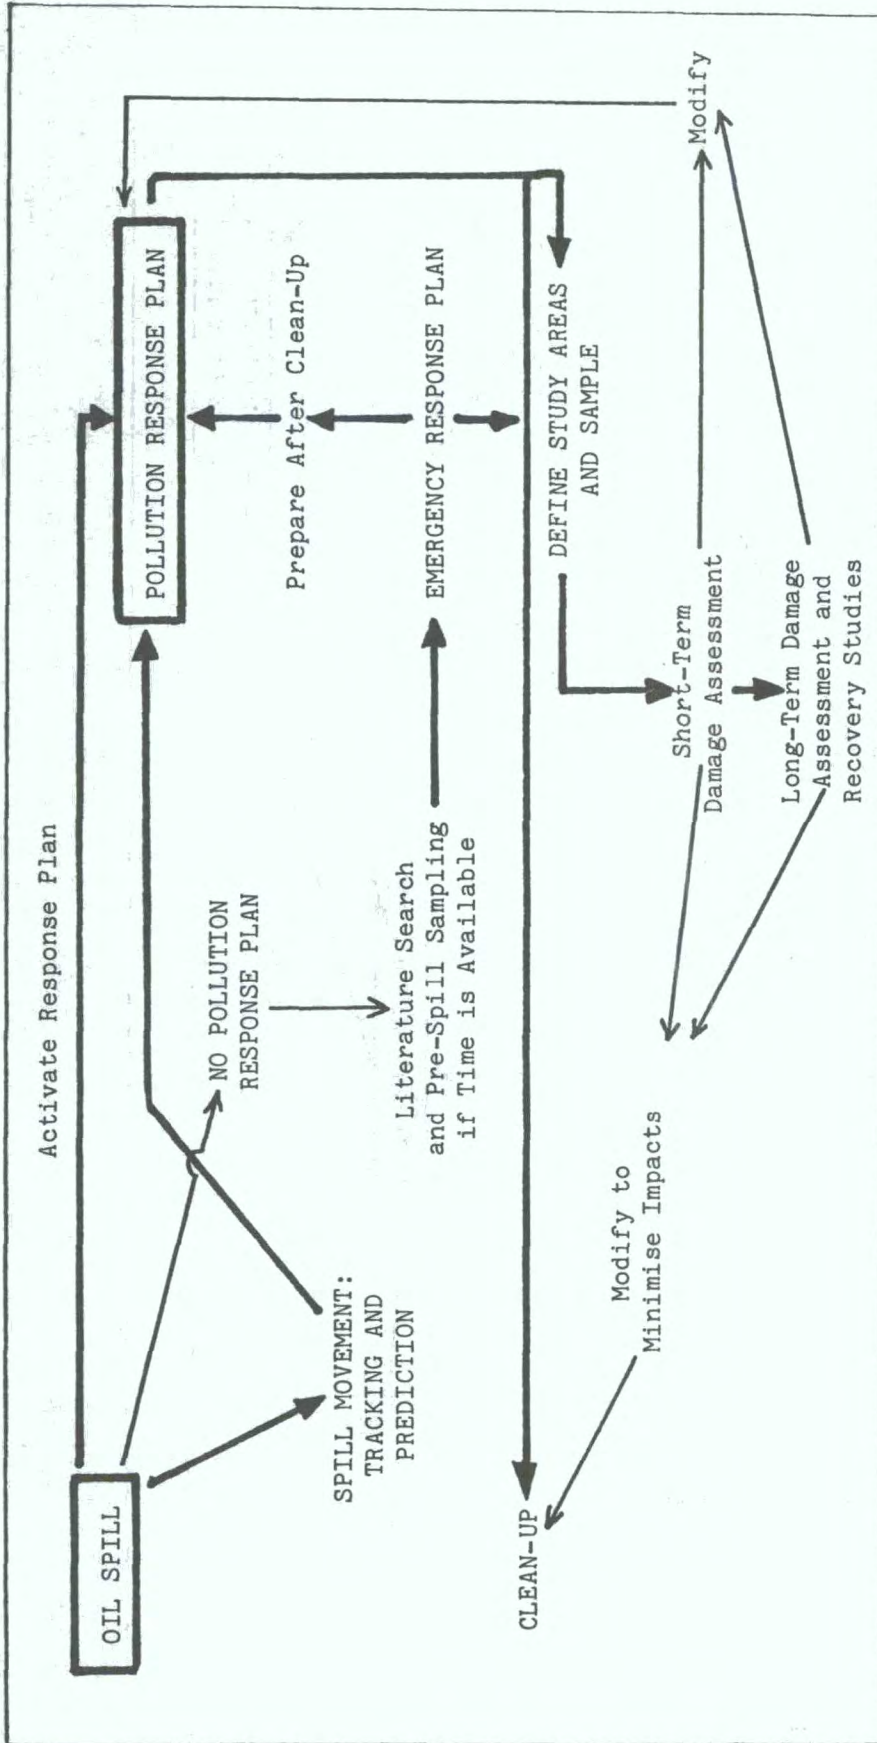 Activate Response Plan
OIL SPILL
POLLUTION RESPONSE PLAN
NO POLLUTION
RESPONSE PLAN
Prepare After Clean-Up
SPILL MOVEMENT:
TRACKING AND
PREDICTION
Literature Search
and Pre-Spill Sampling
if Time is Available
EMERGENCY RESPONSE PLAN
CLEAN-UP
DEFINE STUDY AREAS
AND SAMPLE
Modify to
Minimise Impacts
Short-Term
Damage Assessment
Modify
Long-Term Damage
Assessment and
Recovery Studies